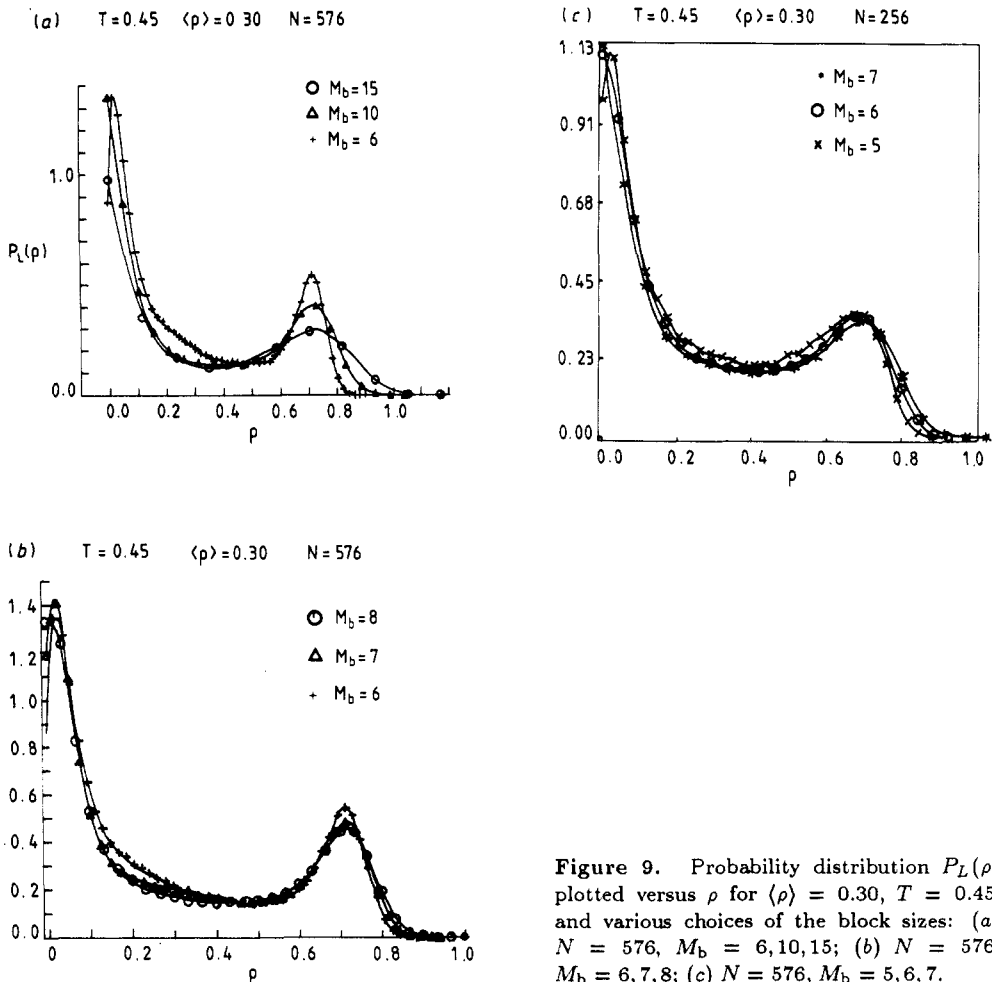 (a) T=0.45 ⟨ρ⟩=0.30 N=576
○ M_b=15
△ M_b=10
+ M_b=6
1.0
P_L(ρ)
0.0
0.0 0.2 0.4 0.6 0.8 1.0
ρ
(c) T=0.45 ⟨ρ⟩=0.30 N=256
1.13
* M_b=7
○ M_b=6
× M_b=5
0.91
0.68
0.45
0.23
0.00
0.0 0.2 0.4 0.6 0.8 1.0
ρ
(b) T=0.45 ⟨ρ⟩=0.30 N=576
1.4
○ M_b=8
△ M_b=7
+ M_b=6
1.2
1.0
0.8
0.6
0.4
0.2
0.0
0.0 0.2 0.4 0.6 0.8 1.0
ρ
Figure 9. Probability distribution P_L(ρ
plotted versus ρ for ⟨ρ⟩ = 0.30, T = 0.45
and various choices of the block sizes: (a
N = 576, M_b = 6,10,15; (b) N = 576
M_b = 6,7,8; (c) N = 576, M_b = 5,6,7.